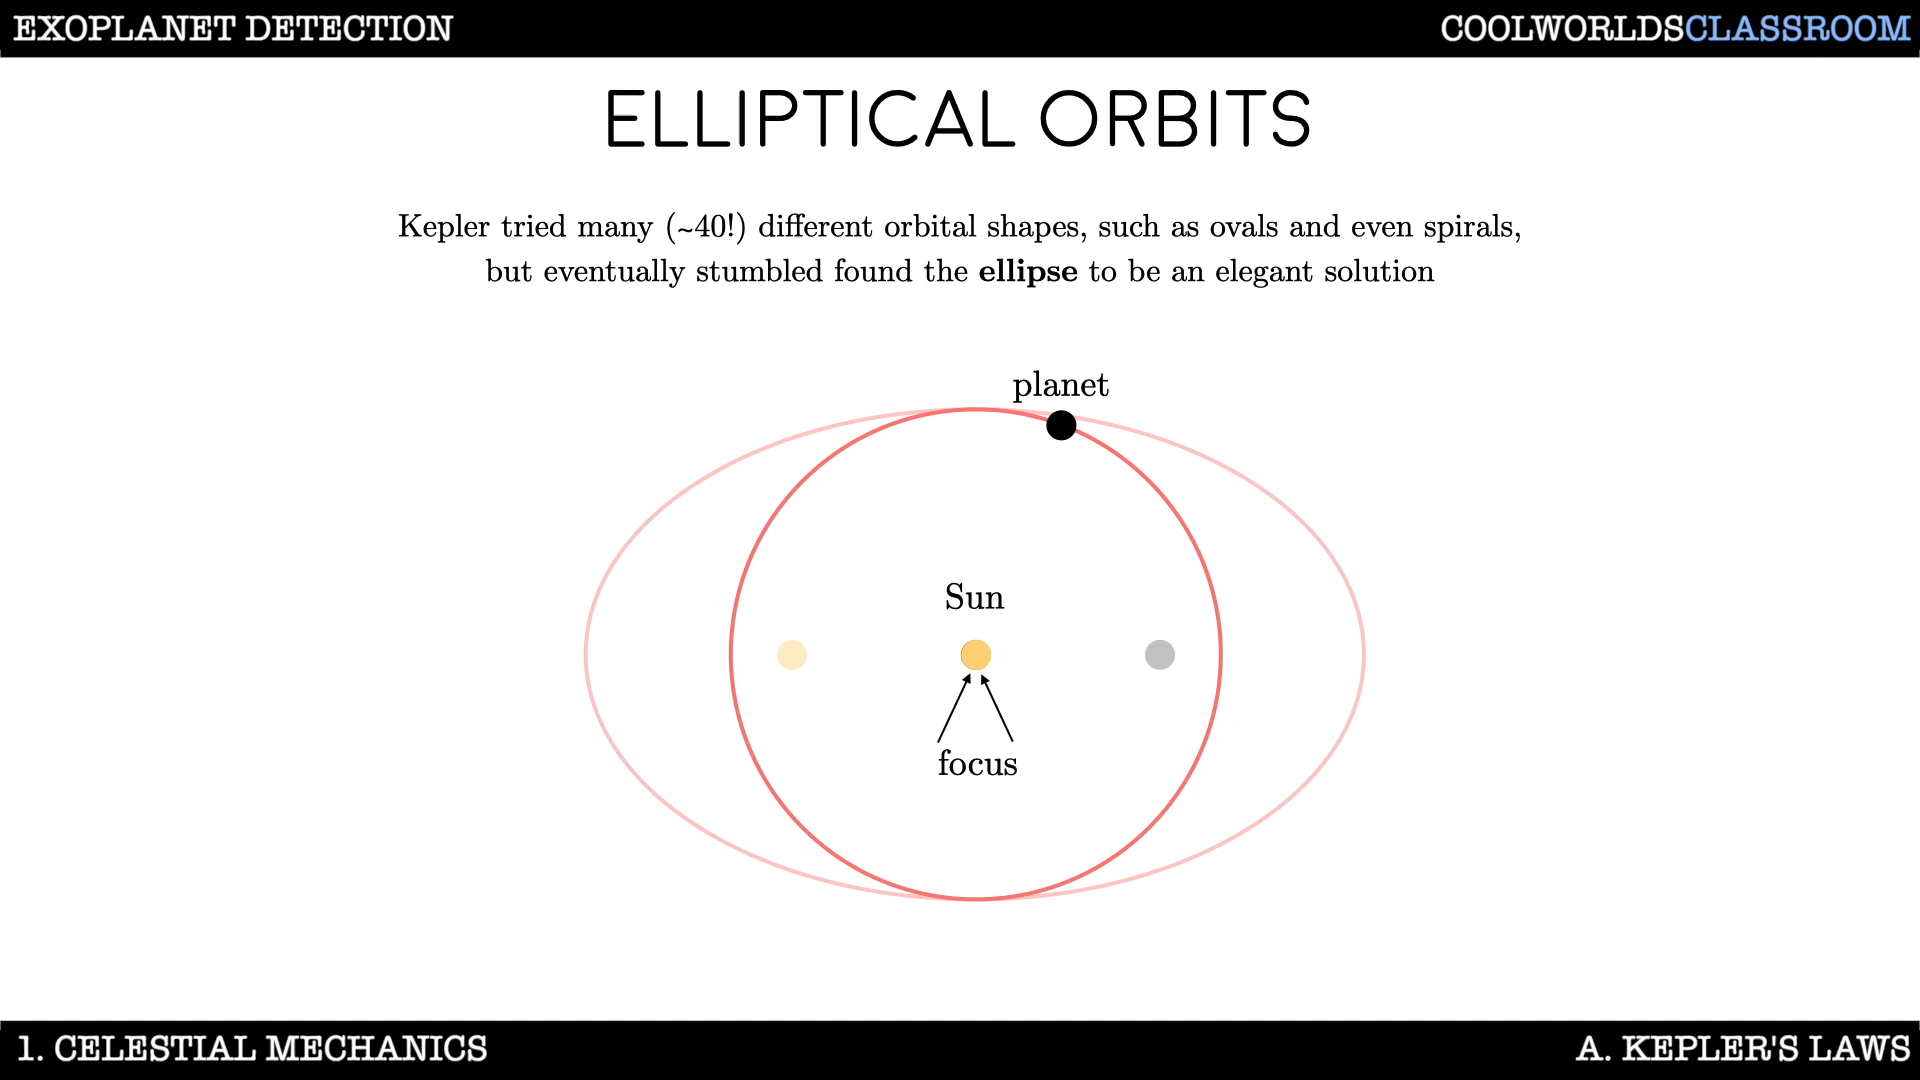 EXOPLANET DETECTION
COOLWORLDSCLASSROOM
ELLIPTICAL ORBITS
Kepler tried many (~40!) different orbital shapes, such as ovals and even spirals,
but eventually stumbled found the ellipse to be an elegant solution
planet
Sun
focus
1. CELESTIAL MECHANICS
A. KEPLER'S LAWS